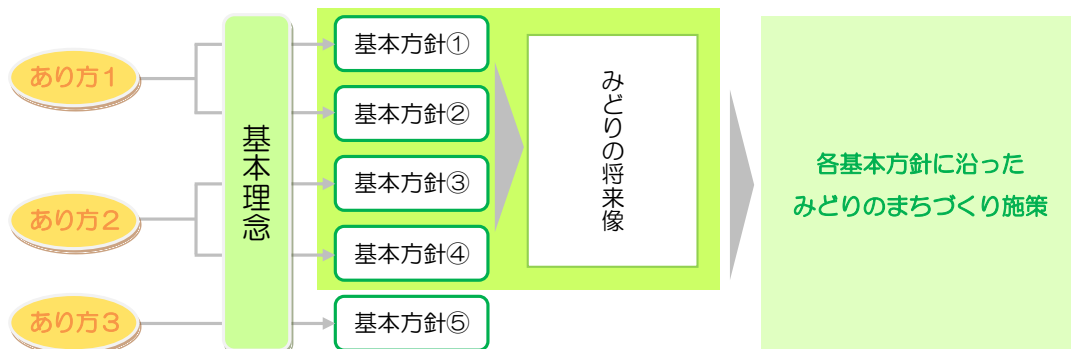 あり方1
あり方2
あり方3
基本理念
基本方針①
基本方針②
基本方針③
基本方針④
基本方針⑤
みどりの将来像
各基本方針に沿った
みどりのまちづくり施策